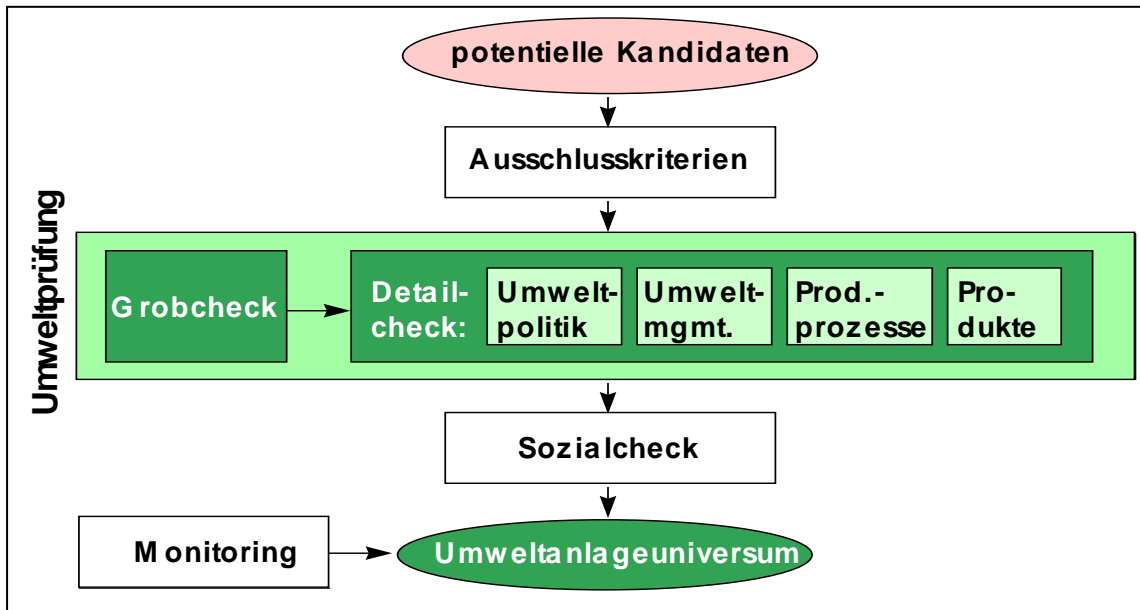 potentielle Kandidaten
Ausschlusskriterien
Umweltprüfung
Grobcheck
Detail-
check:
Umwelt-
politik
Umwelt-
mgmt.
Prod.-
prozesse
Pro-
dukte
Sozialcheck
Monitoring
Umweltanlageuniversum